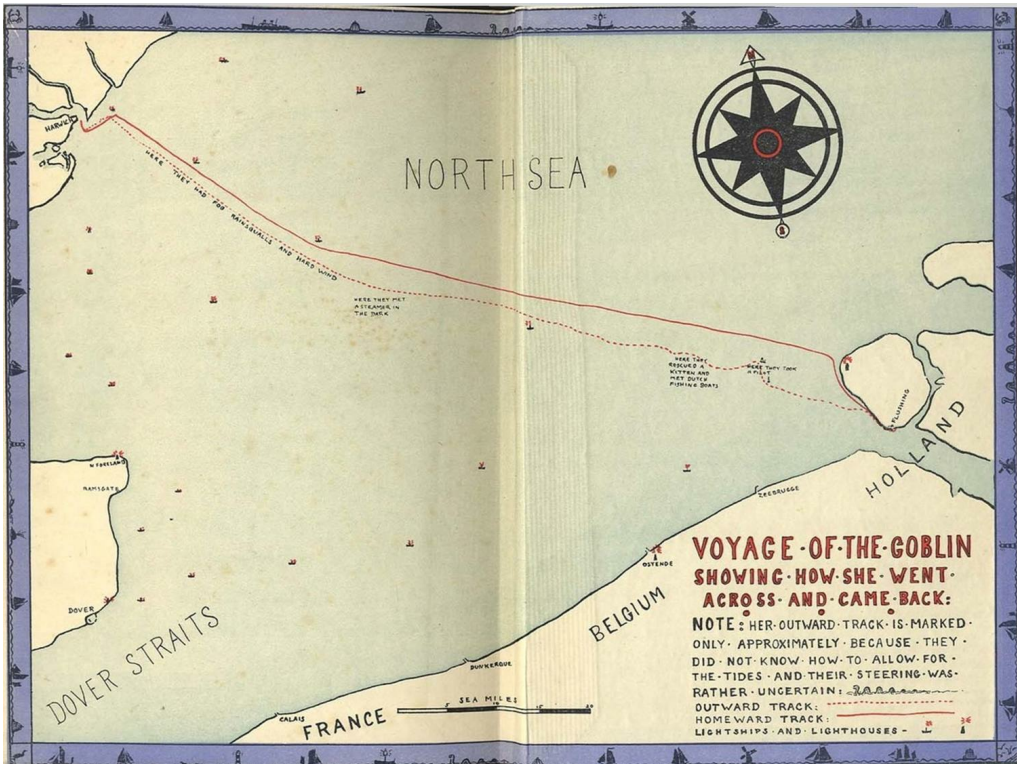 HARWICH
NORTH SEA
N
S
HERE THEY HAD FOG RAINSQUALLS AND HARD WIND
HERE THEY MET
A STEAMER IN
THE DARK
HERE THEY
RESCUED A
KITTEN AND
MET DUTCH
FISHING BOATS
HERE THEY TOOK
A PILOT
FLUSHING
HOLLAND
N FORELAND
RAMSGATE
ZEEBRUGGE
OSTENDE
DOVER
BELGIUM
DOVER STRAITS
DUNKERQUE
CALAIS
FRANCE
SEA MILES
5 10 15 20
VOYAGE·OF·THE·GOBLIN
SHOWING·HOW·SHE·WENT·
ACROSS·AND·CAME·BACK:
NOTE: HER·OUTWARD·TRACK·IS·MARKED·
ONLY·APPROXIMATELY·BECAUSE·THEY·
DID·NOT·KNOW·HOW·TO·ALLOW·FOR·
THE·TIDES·AND·THEIR·STEERING·WAS·
RATHER·UNCERTAIN:
OUTWARD TRACK:
HOMEWARD TRACK:
LIGHTSHIPS·AND·LIGHTHOUSES-